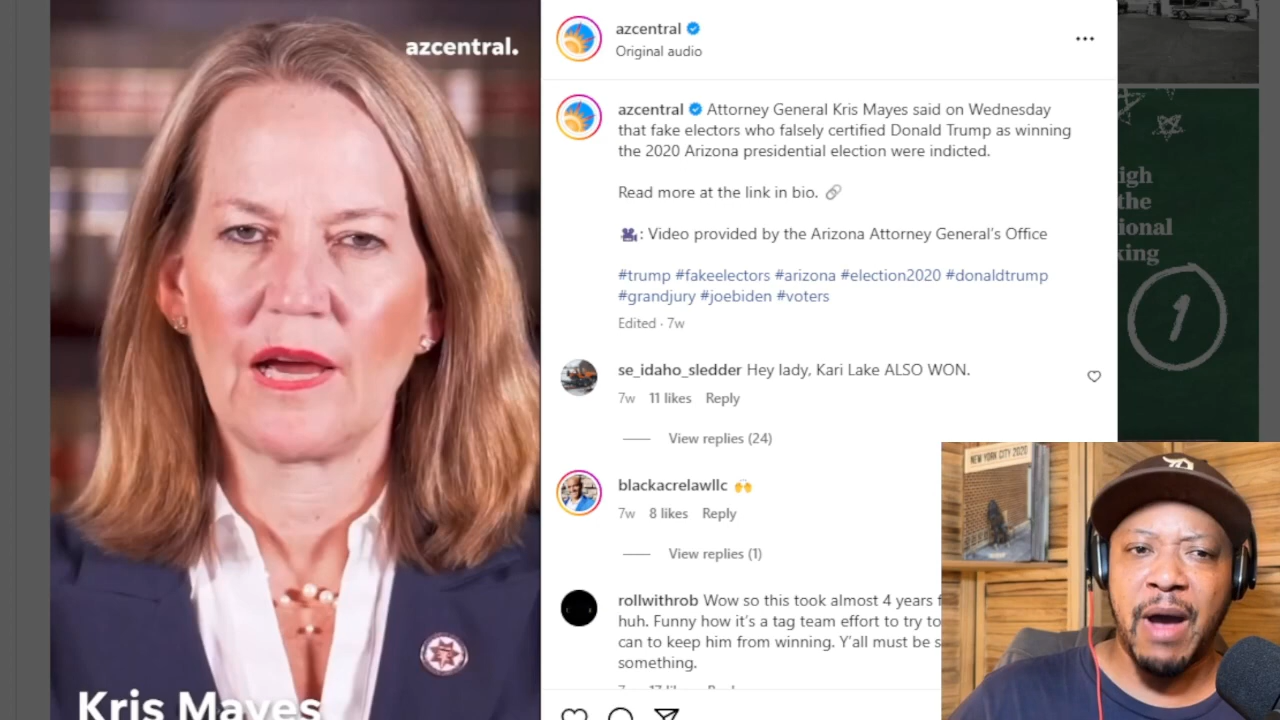 azcentral.
Kris Mayes
azcentral
Original audio
azcentral Attorney General Kris Mayes said on Wednesday
that fake electors who falsely certified Donald Trump as winning
the 2020 Arizona presidential election were indicted.
Read more at the link in bio.
: Video provided by the Arizona Attorney General’s Office
#trump #fakeelectors #arizona #election2020 #donaldtrump
#grandjury #joebiden #voters
Edited · 7w
se_idaho_sledder Hey lady, Kari Lake ALSO WON.
7w 11 likes Reply
View replies (24)
blackacrelawllc 🙌
7w 8 likes Reply
View replies (1)
rollwithrob Wow so this took almost 4 years f
huh. Funny how it’s a tag team effort to try to
can to keep him from winning. Y’all must be s
something.
igh
the
ional
king
1
NEW YORK CITY 2020